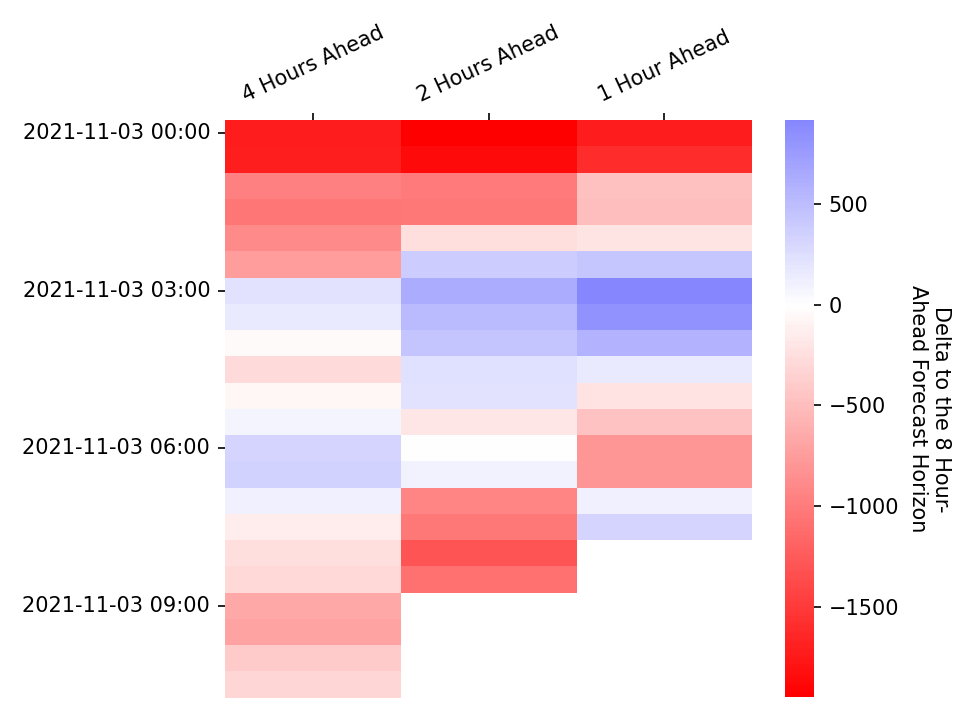 4 Hours Ahead
2 Hours Ahead
1 Hour Ahead
2021-11-03 00:00
2021-11-03 03:00
2021-11-03 06:00
2021-11-03 09:00
500
0
−500
−1000
−1500
Delta to the 8 Hour-
Ahead Forecast Horizon